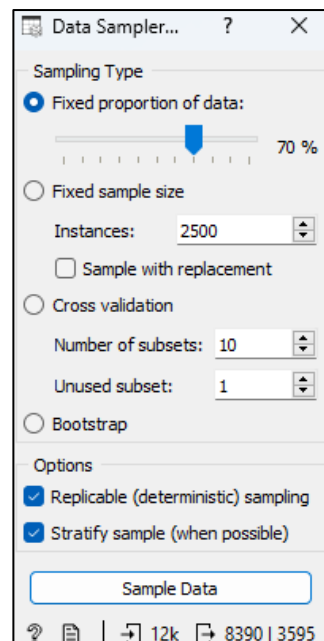 Data Sampler... ?
Sampling Type
Fixed proportion of data:
70 %
Fixed sample size
Instances: 2500
Sample with replacement
Cross validation
Number of subsets: 10
Unused subset: 1
Bootstrap
Options
Replicable (deterministic) sampling
Stratify sample (when possible)
Sample Data
? 12k 8390 | 3595